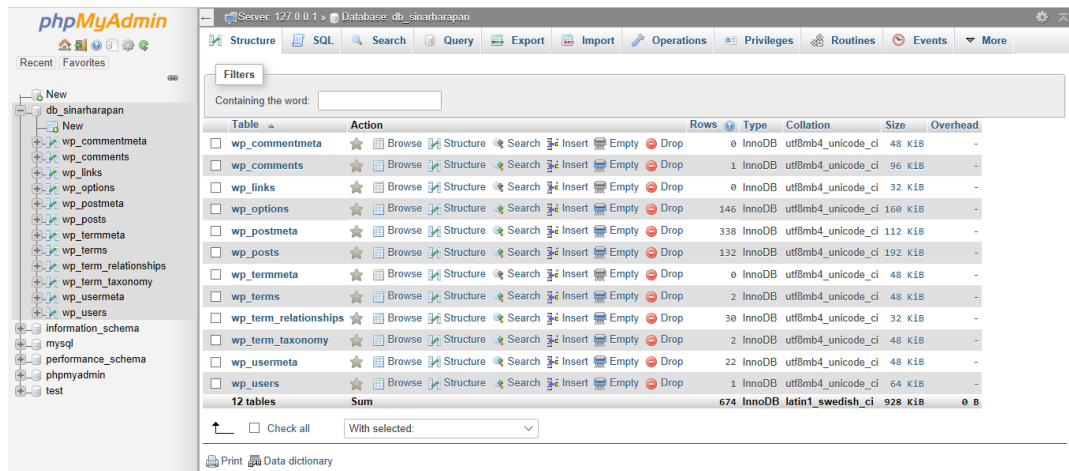 phpMyAdmin
Recent Favorites
New
db_sinarharapan
New
wp_commentmeta
wp_comments
wp_links
wp_options
wp_postmeta
wp_posts
wp_termmeta
wp_terms
wp_term_relationships
wp_term_taxonomy
wp_usermeta
wp_users
information_schema
mysql
performance_schema
phpmyadmin
test
Server: 127.0.0.1 » Database: db_sinarharapan
Structure SQL Search Query Export Import Operations Privileges Routines Events More
Filters
Containing the word:
Table Action Rows Type Collation Size Overhead
wp_commentmeta Browse Structure Search Insert Empty Drop 0 InnoDB utf8mb4_unicode_ci 48 KiB -
wp_comments Browse Structure Search Insert Empty Drop 1 InnoDB utf8mb4_unicode_ci 96 KiB -
wp_links Browse Structure Search Insert Empty Drop 0 InnoDB utf8mb4_unicode_ci 32 KiB -
wp_options Browse Structure Search Insert Empty Drop 146 InnoDB utf8mb4_unicode_ci 160 KiB -
wp_postmeta Browse Structure Search Insert Empty Drop 338 InnoDB utf8mb4_unicode_ci 112 KiB -
wp_posts Browse Structure Search Insert Empty Drop 132 InnoDB utf8mb4_unicode_ci 192 KiB -
wp_termmeta Browse Structure Search Insert Empty Drop 0 InnoDB utf8mb4_unicode_ci 48 KiB -
wp_terms Browse Structure Search Insert Empty Drop 2 InnoDB utf8mb4_unicode_ci 48 KiB -
wp_term_relationships Browse Structure Search Insert Empty Drop 30 InnoDB utf8mb4_unicode_ci 32 KiB -
wp_term_taxonomy Browse Structure Search Insert Empty Drop 2 InnoDB utf8mb4_unicode_ci 48 KiB -
wp_usermeta Browse Structure Search Insert Empty Drop 22 InnoDB utf8mb4_unicode_ci 48 KiB -
wp_users Browse Structure Search Insert Empty Drop 1 InnoDB utf8mb4_unicode_ci 64 KiB -
12 tables Sum 674 InnoDB latin1_swedish_ci 928 KiB 0 B
Check all With selected:
Print Data dictionary